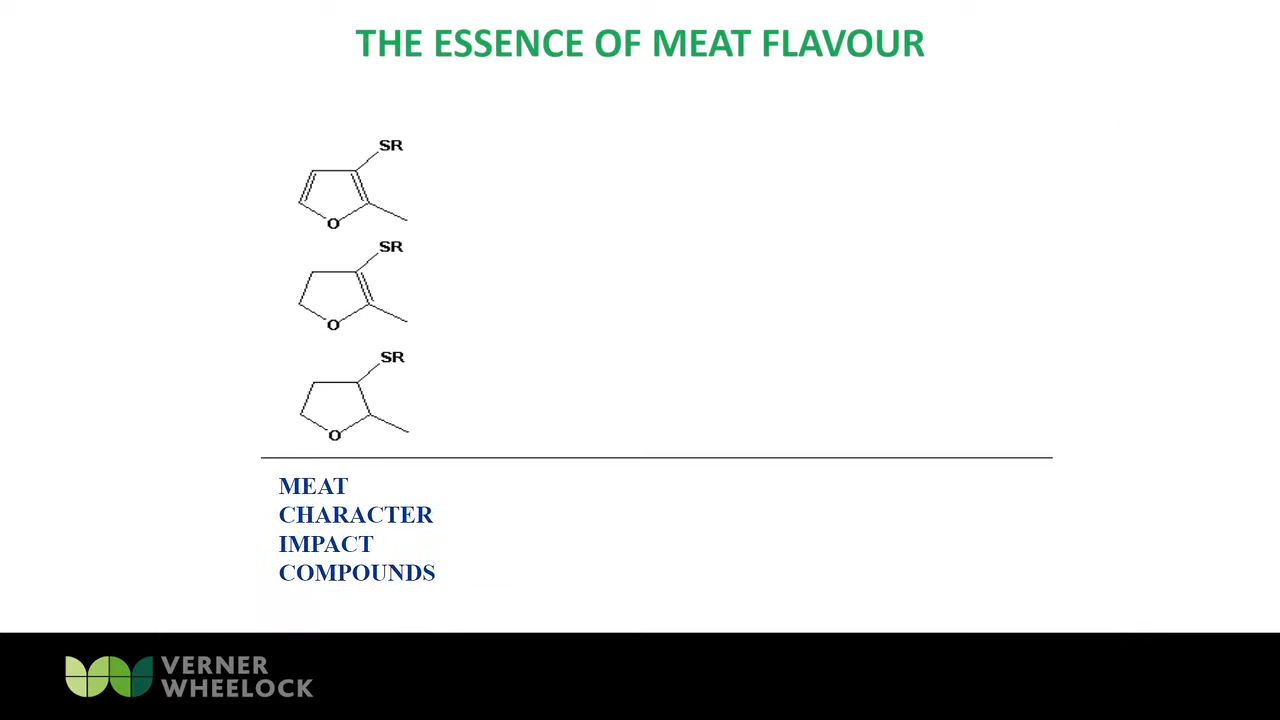 THE ESSENCE OF MEAT FLAVOUR
SR
O
SR
O
SR
O
MEAT
CHARACTER
IMPACT
COMPOUNDS
VERNER
WHEELOCK